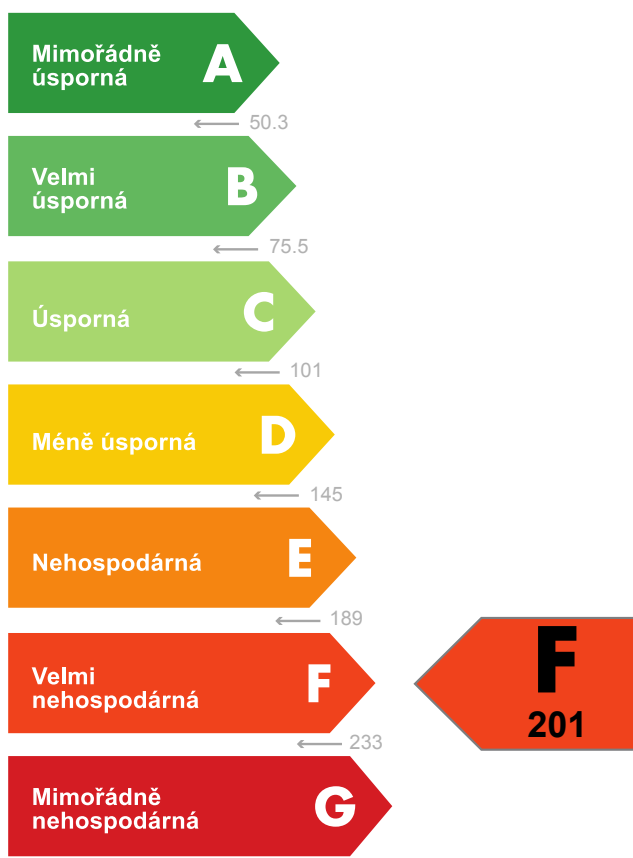 Mimořádně
úsporná
A
50.3
Velmi
úsporná
B
75.5
Úsporná
C
101
Méně úsporná
D
145
Nehospodárná
E
189
Velmi
nehospodárná
F
F
201
233
Mimořádně
nehospodárná
G